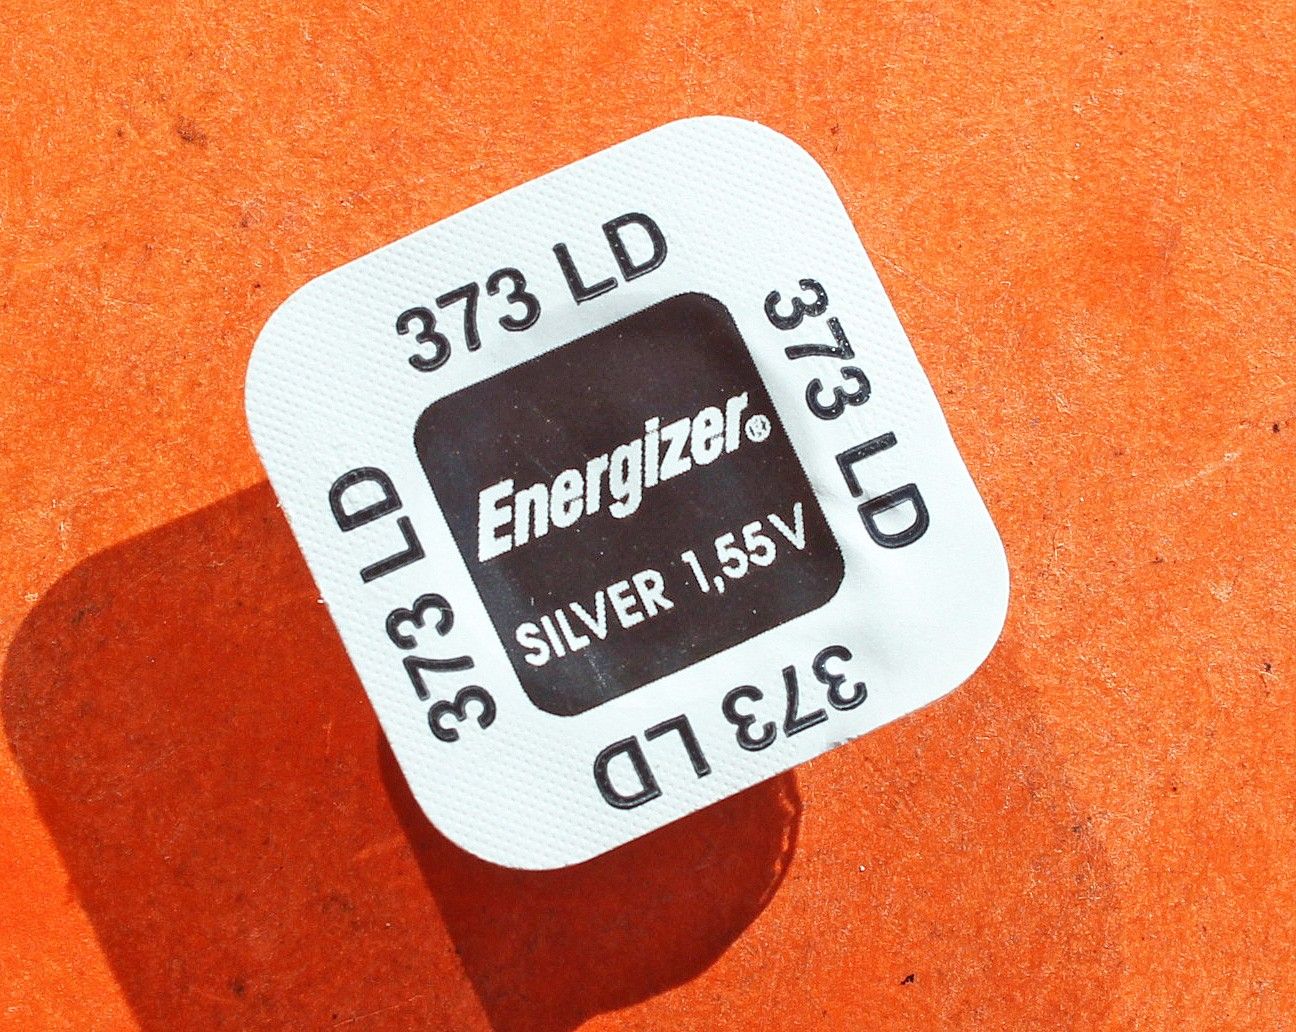 373 LD
373 LD
Energizer®
SILVER 1,55V
373 LD
373 LD